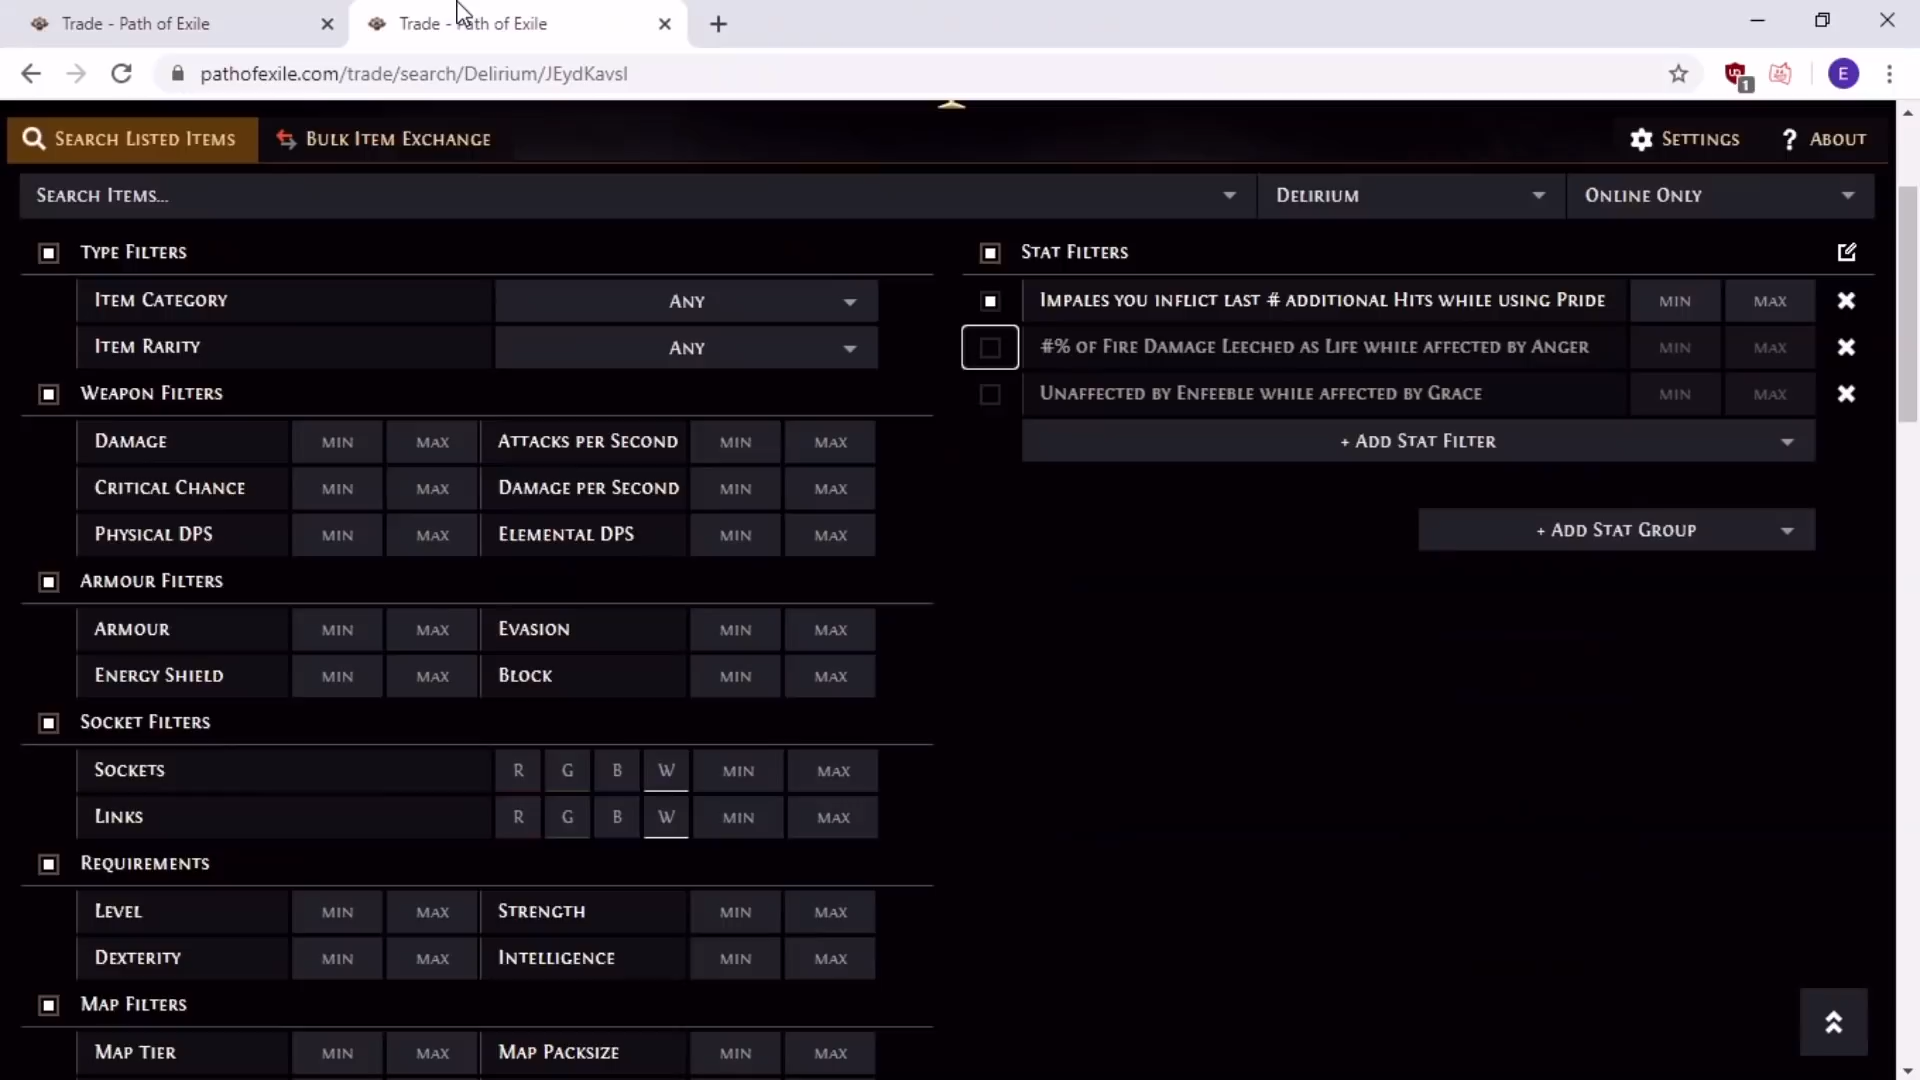 Trade - Path of Exile
Trade - Path of Exile
pathofexile.com/trade/search/Delirium/JEydKavsI
1
E
Search Listed Items
Bulk Item Exchange
Settings
? About
Search Items...
Delirium
Online Only
Type Filters
Item Category Any
Item Rarity Any
Weapon Filters
Damage MIN MAX Attacks per Second MIN MAX
Critical Chance MIN MAX Damage per Second MIN MAX
Physical DPS MIN MAX Elemental DPS MIN MAX
Armour Filters
Armour MIN MAX Evasion MIN MAX
Energy Shield MIN MAX Block MIN MAX
Socket Filters
Sockets R G B W MIN MAX
Links R G B W MIN MAX
Requirements
Level MIN MAX Strength MIN MAX
Dexterity MIN MAX Intelligence MIN MAX
Map Filters
Map Tier MIN MAX Map Packsize MIN MAX
Stat Filters
Impales you inflict last # additional Hits while using Pride MIN MAX
#% of Fire Damage Leeched as Life while affected by Anger MIN MAX
Unaffected by Enfeeble while affected by Grace MIN MAX
+ Add Stat Filter
+ Add Stat Group